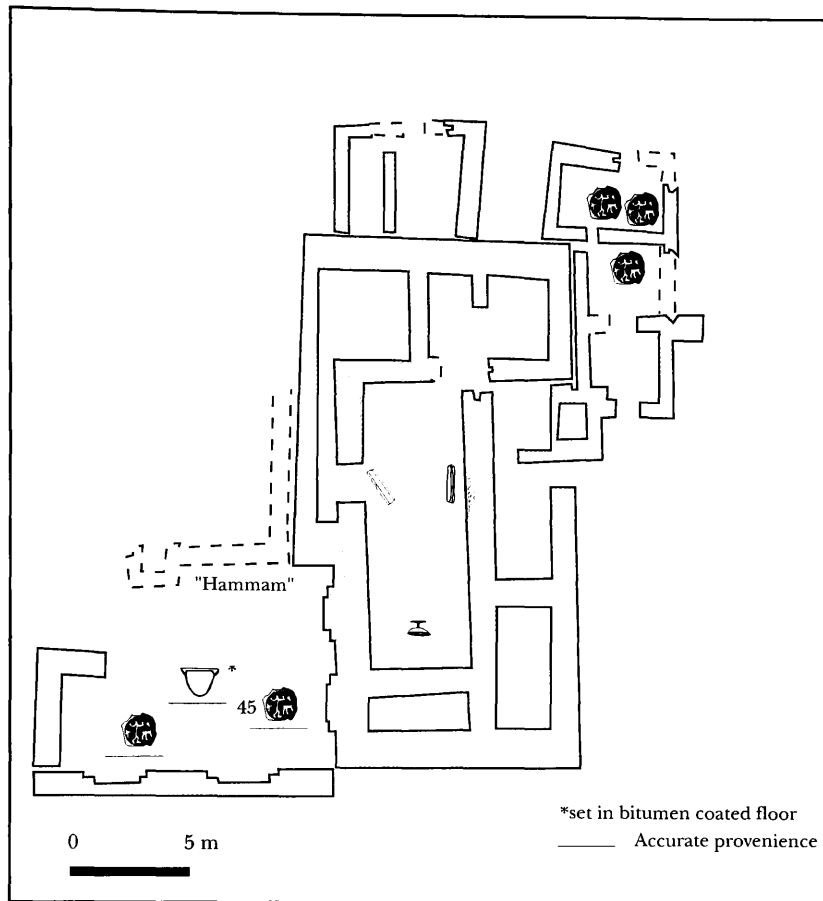 "Hammam"
*
45
*set in bitumen coated floor
Accurate provenience
0 5 m